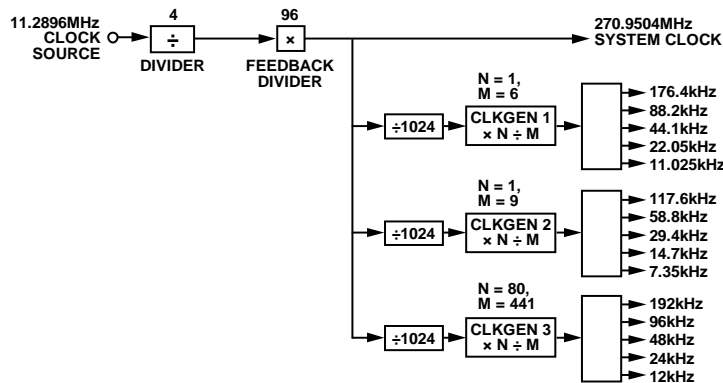 4
96
11.2896MHz
CLOCK
SOURCE
÷
×
270.9504MHz
SYSTEM CLOCK
DIVIDER
FEEDBACK
DIVIDER
N = 1,
M = 6
÷1024
CLKGEN 1
× N ÷ M
176.4kHz
88.2kHz
44.1kHz
22.05kHz
11.025kHz
N = 1,
M = 9
÷1024
CLKGEN 2
× N ÷ M
117.6kHz
58.8kHz
29.4kHz
14.7kHz
7.35kHz
N = 80,
M = 441
÷1024
CLKGEN 3
× N ÷ M
192kHz
96kHz
48kHz
24kHz
12kHz